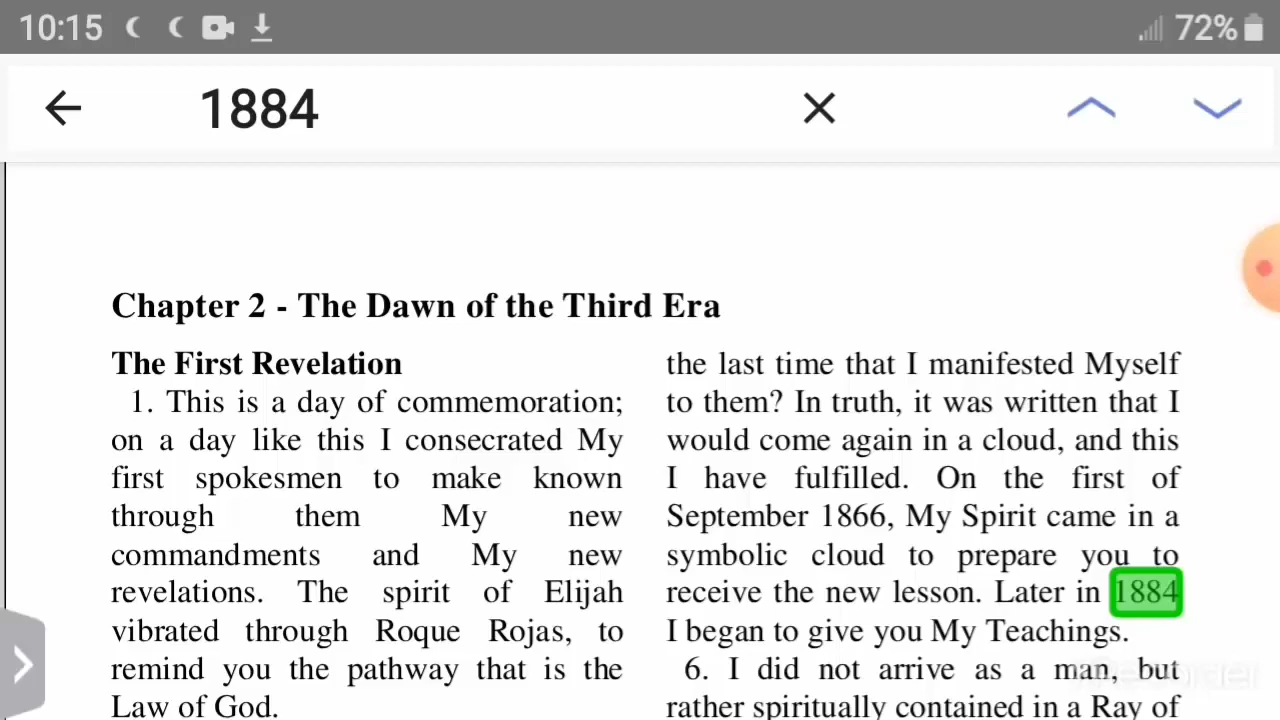 10:15
72%
1884
Chapter 2 - The Dawn of the Third Era
The First Revelation
1. This is a day of commemoration;
on a day like this I consecrated My
first spokesmen to make known
through them My new
commandments and My new
revelations. The spirit of Elijah
vibrated through Roque Rojas, to
remind you the pathway that is the
Law of God.
the last time that I manifested Myself
to them? In truth, it was written that I
would come again in a cloud, and this
I have fulfilled. On the first of
September 1866, My Spirit came in a
symbolic cloud to prepare you to
receive the new lesson. Later in 1884
I began to give you My Teachings.
6. I did not arrive as a man, but
rather spiritually contained in a Ray of